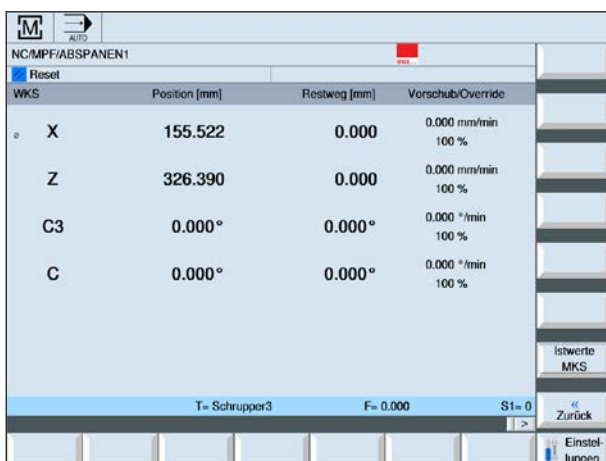 M
AUTO
NC/MPF/ABSPANEN1
Reset
WKS Position [mm] Restweg [mm] Vorschub/Override
ø X 155.522 0.000 0.000 mm/min
100 %
Z 326.390 0.000 0.000 mm/min
100 %
C3 0.000° 0.000° 0.000 °/min
100 %
C 0.000° 0.000° 0.000 °/min
100 %
Istwerte
MKS
T= Schrupper3 F= 0.000 S1= 0
«
Zurück
>
Einstel-
lungen